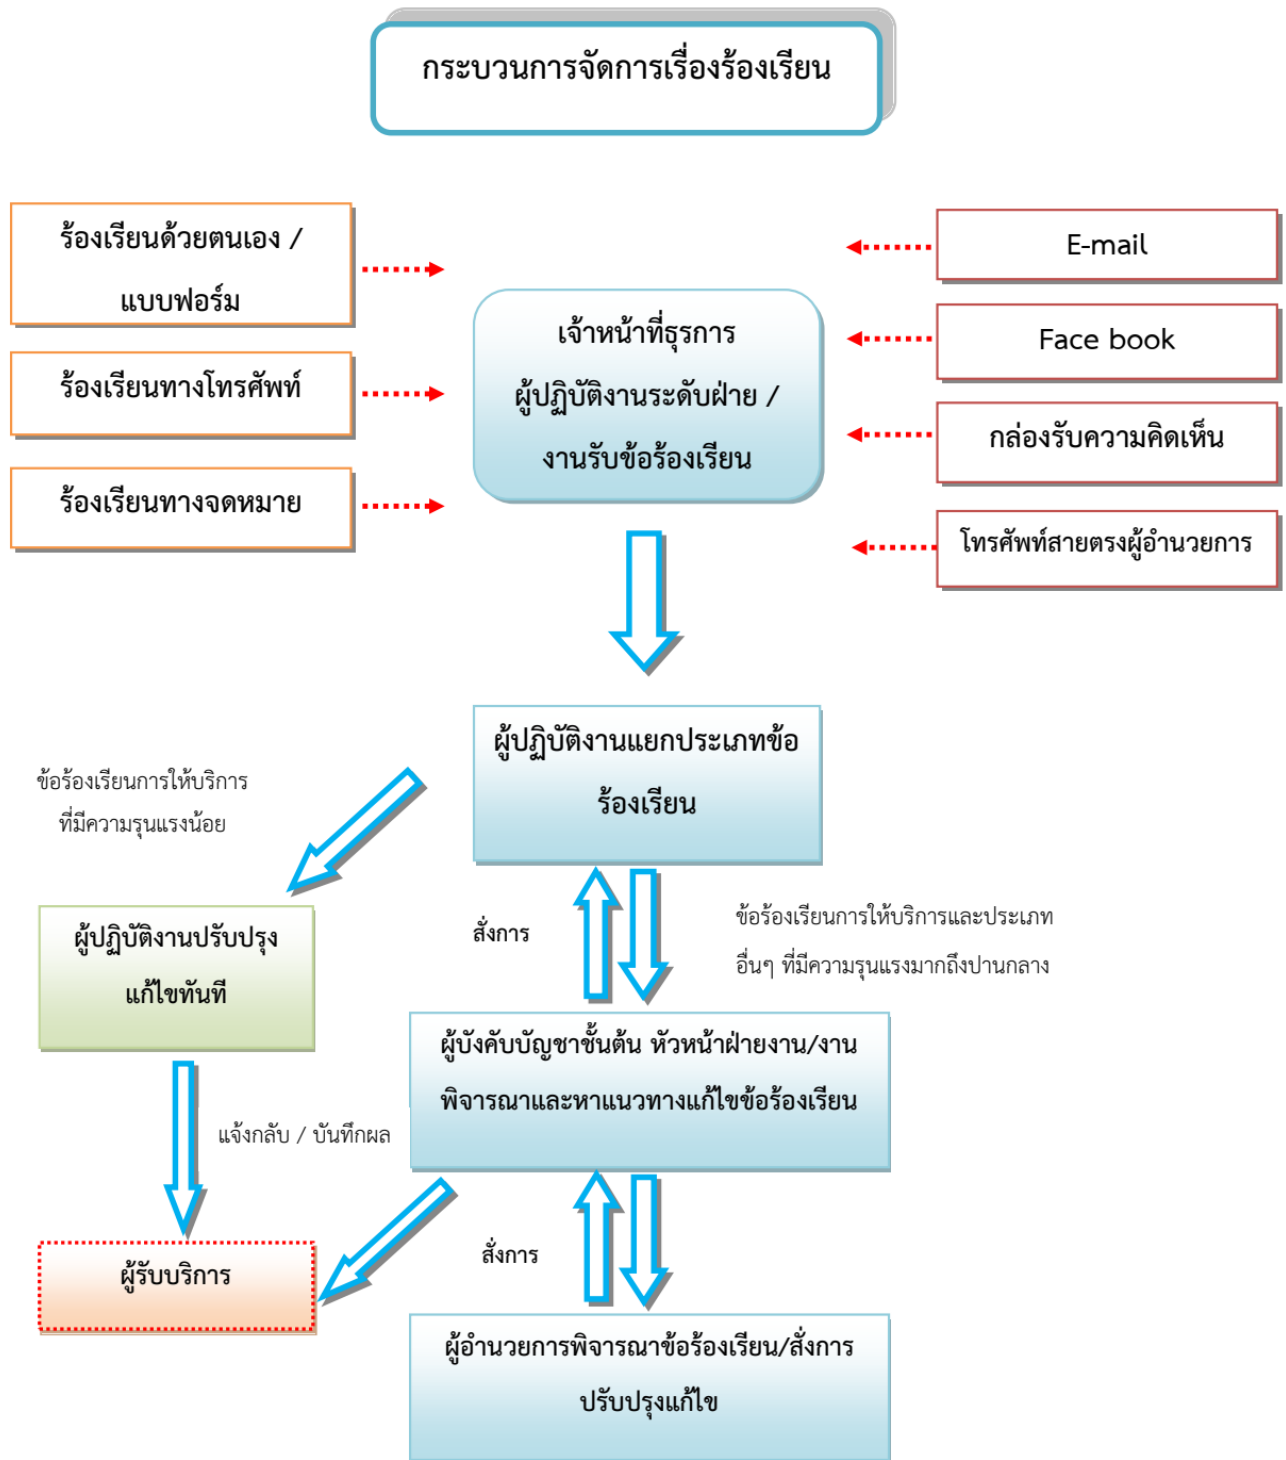 กระบวนการจัดการเรื่องร้องเรียน
ร้องเรียนด้วยตนเอง /
แบบฟอร์ม
ร้องเรียนทางโทรศัพท์
ร้องเรียนทางจดหมาย
เจ้าหน้าที่ธุรการ
ผู้ปฏิบัติงานระดับฝ่าย /
งานรับข้อร้องเรียน
E-mail
Face book
กล่องรับความคิดเห็น
โทรศัพท์สายตรงผู้อำนวยการ
ผู้ปฏิบัติงานแยกประเภทข้อ
ร้องเรียน
ข้อร้องเรียนการให้บริการ
ที่มีความรุนแรงน้อย
ผู้ปฏิบัติงานปรับปรุง
แก้ไขทันที
สั่งการ
ข้อร้องเรียนการให้บริการและประเภท
อื่นๆ ที่มีความรุนแรงมากถึงปานกลาง
ผู้บังคับบัญชาชั้นต้น หัวหน้าฝ่ายงาน/งาน
พิจารณาและหาแนวทางแก้ไขข้อร้องเรียน
แจ้งกลับ / บันทึกผล
ผู้รับบริการ
สั่งการ
ผู้อำนวยการพิจารณาข้อร้องเรียน/สั่งการ
ปรับปรุงแก้ไข